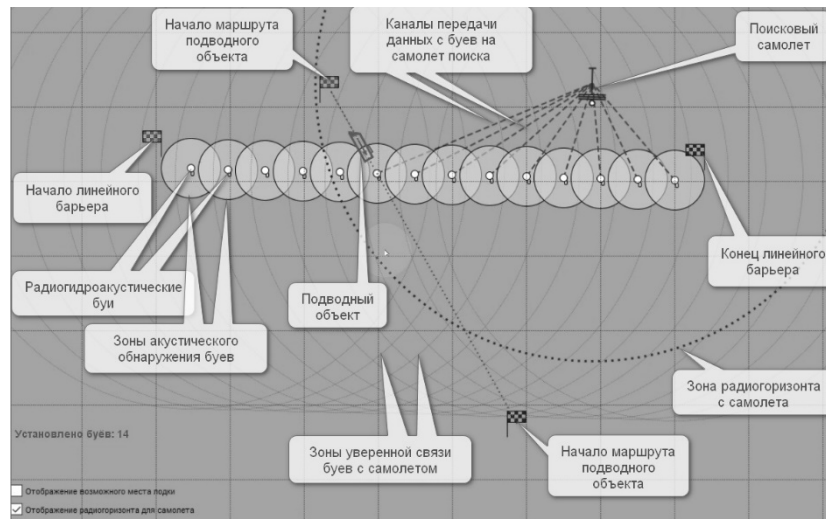 Начало маршрута
подводного
объекта
Каналы передачи
данных с буев на
самолет поиска
Поисковый
самолет
Начало линейного
барьера
Конец линейного
барьера
Радиогидроакустические
буи
Подводный
объект
Зоны акустического
обнаружения буев
Зона радиогоризонта
с самолета
Установлено буёв: 14
Зоны уверенной связи
буев с самолетом
Начало маршрута
подводного
объекта
Отображение возможного места лодки
Отображение радиогоризонта для самолета